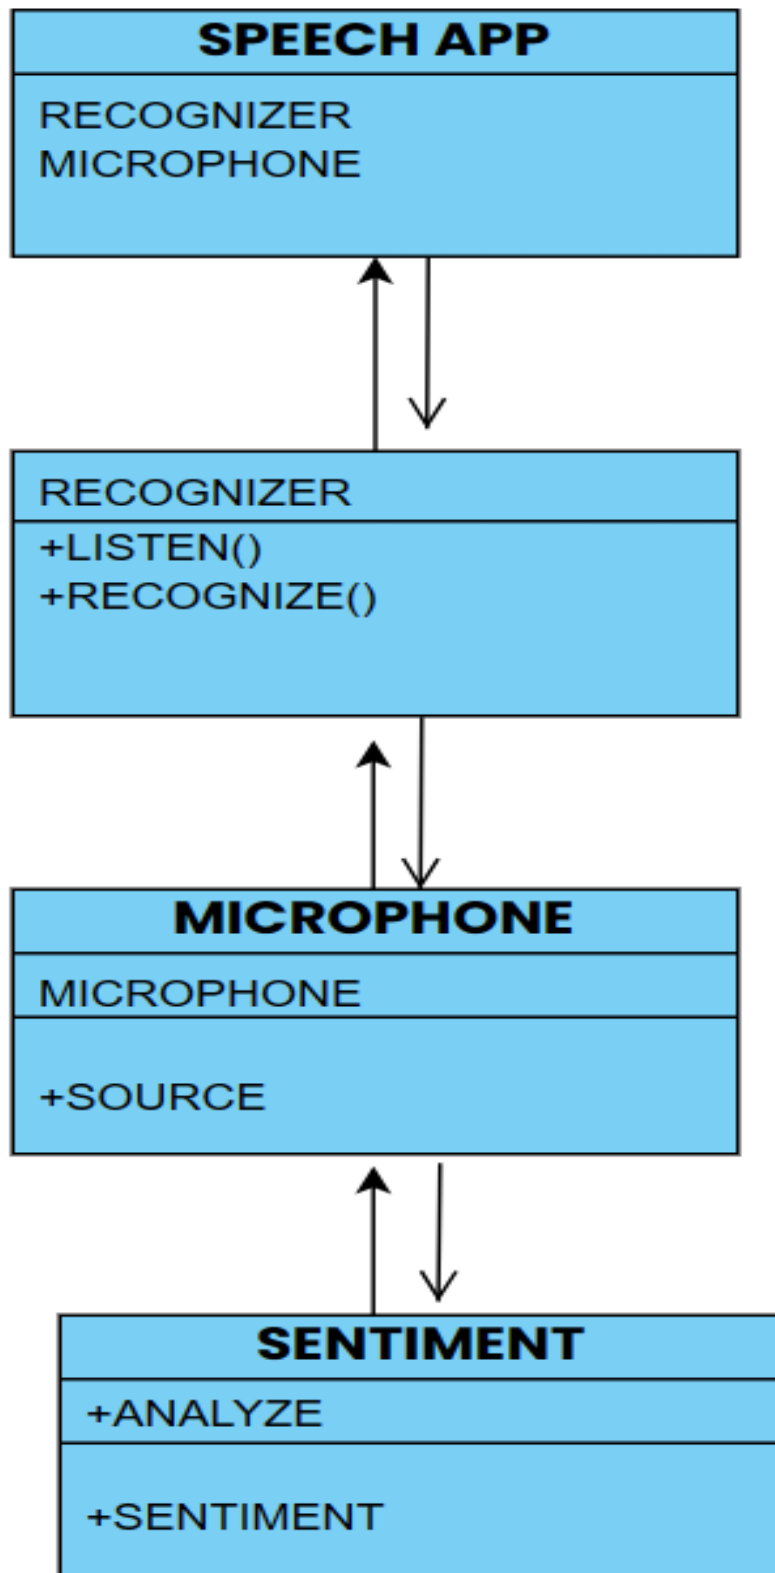 SPEECH APP
RECOGNIZER
MICROPHONE
RECOGNIZER
+LISTEN()
+RECOGNIZE()
MICROPHONE
MICROPHONE
+SOURCE
SENTIMENT
+ANALYZE
+SENTIMENT